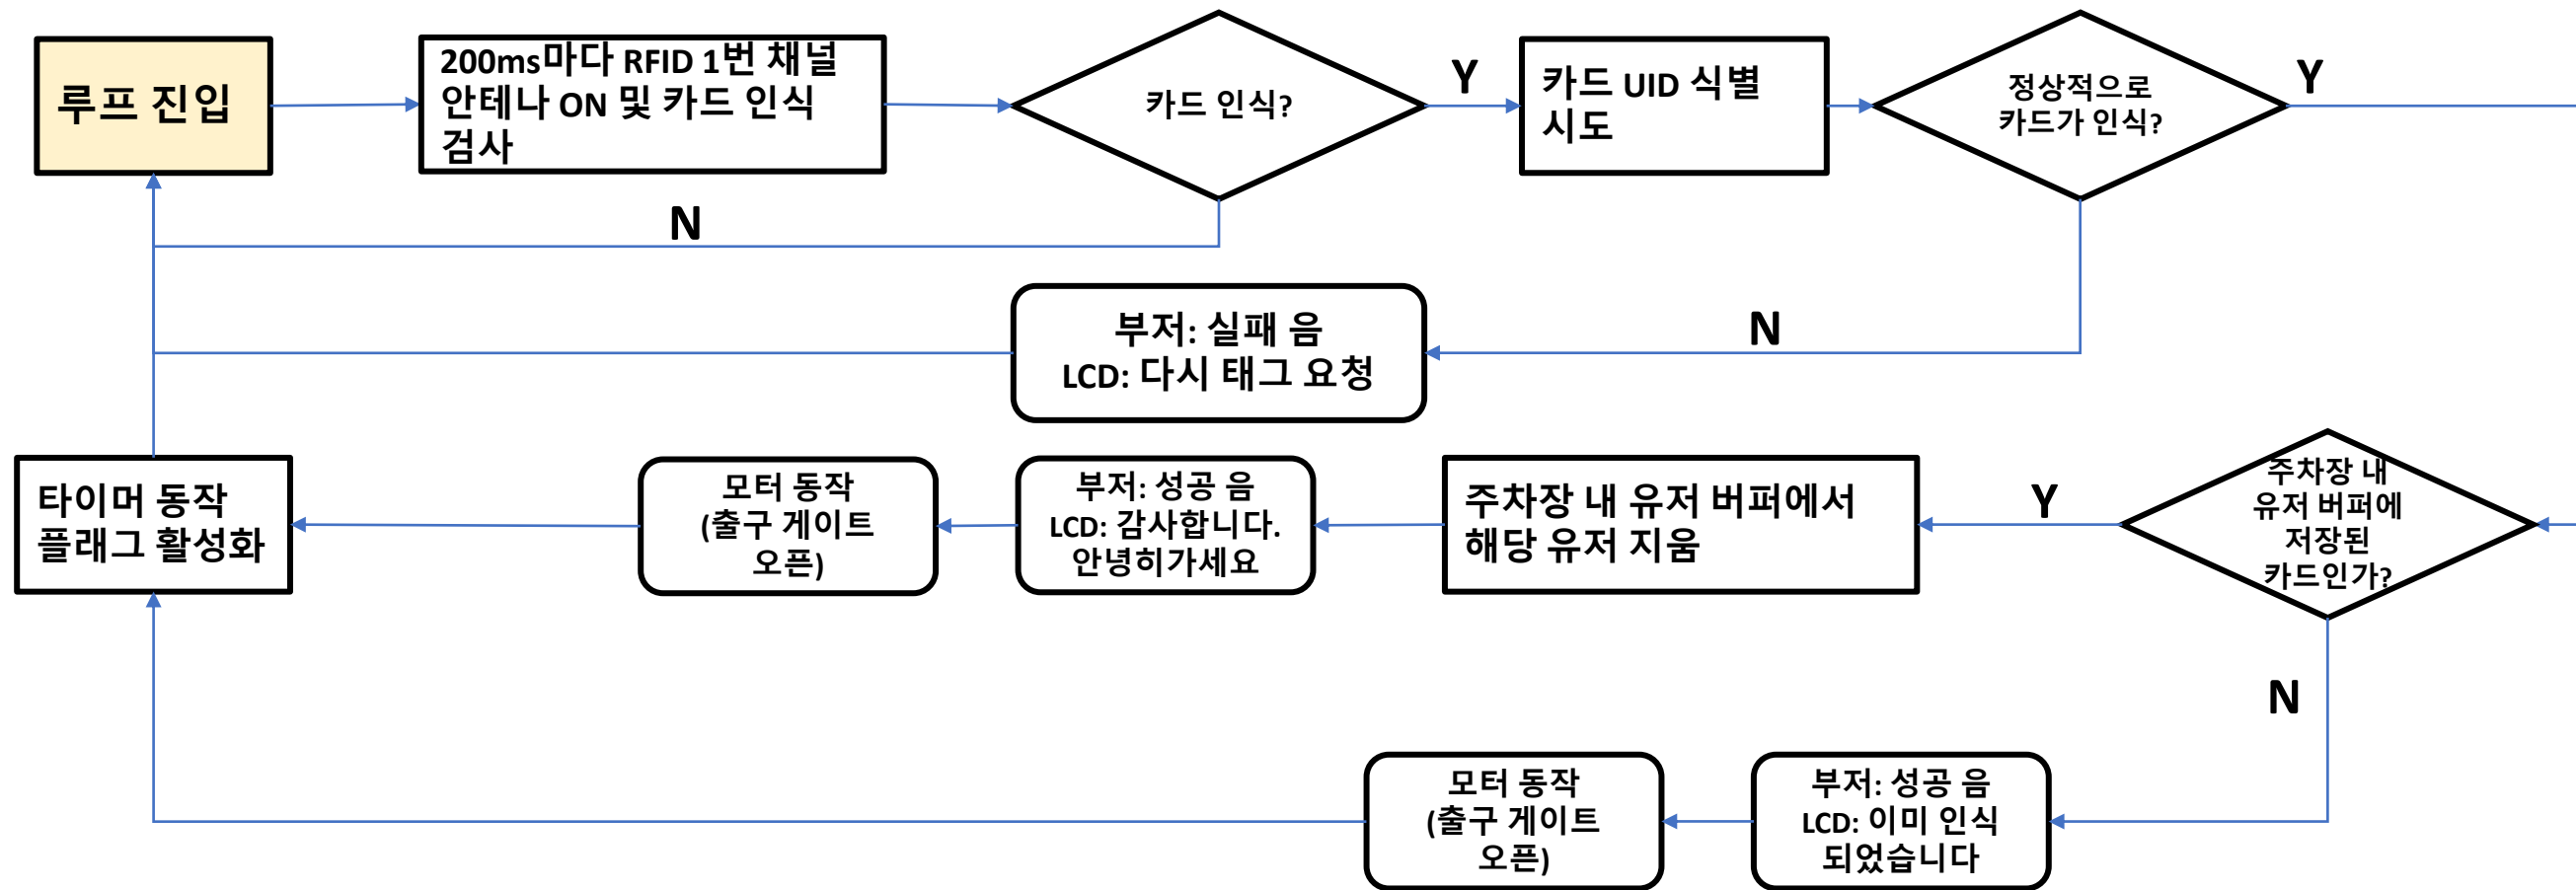 루프 진입
200ms마다 RFID 1번 채널
안테나 ON 및 카드 인식
검사
카드 인식?
Y
카드 UID 식별
시도
정상적으로
카드가 인식?
Y
N
부저: 실패 음
LCD: 다시 태그 요청
N
타이머 동작
플래그 활성화
모터 동작
(출구 게이트
오픈)
부저: 성공 음
LCD: 감사합니다.
안녕히가세요
주차장 내 유저 버퍼에서
해당 유저 지움
Y
주차장 내
유저 버퍼에
저장된
카드인가?
N
모터 동작
(출구 게이트
오픈)
부저: 성공 음
LCD: 이미 인식
되었습니다